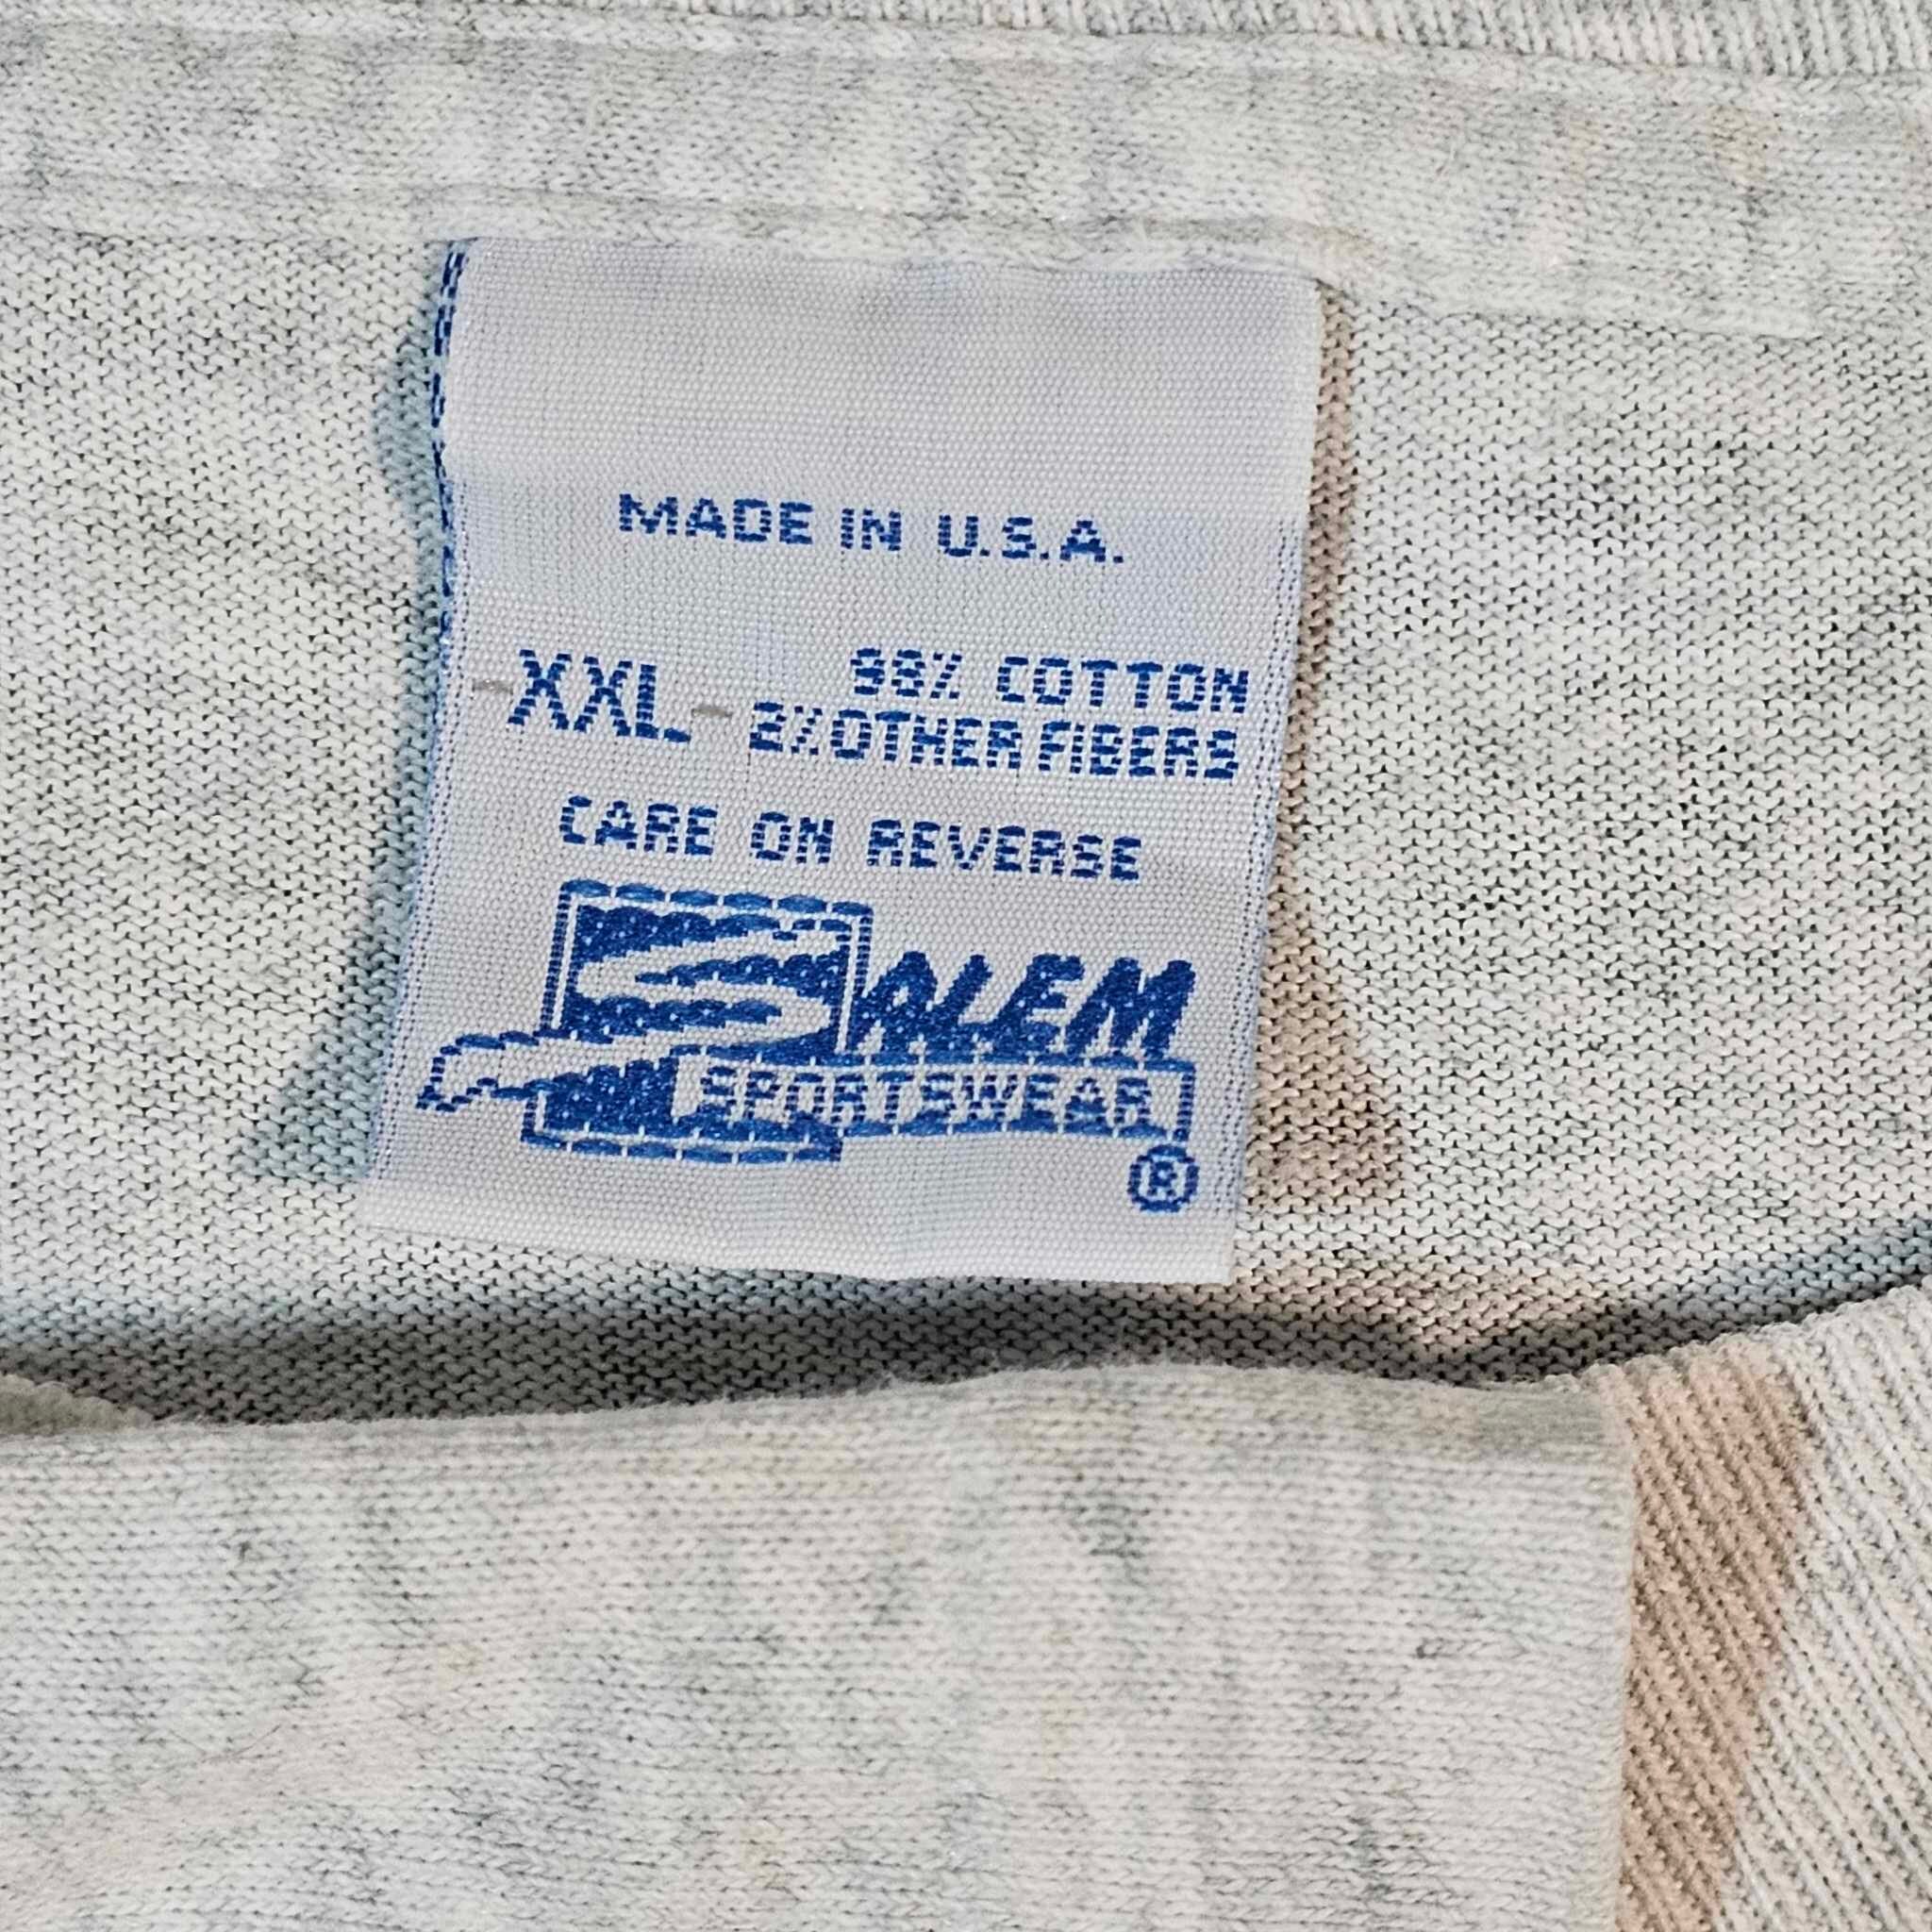 MADE IN U.S.A.
XXL
98% COTTON
2% OTHER FIBERS
CARE ON REVERSE
SALEM
SPORTSWEAR
®